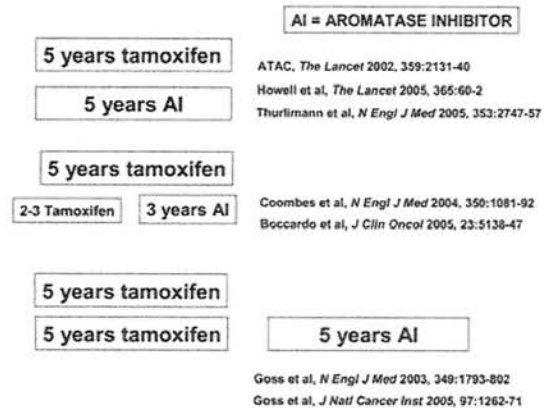 AI = AROMATASE INHIBITOR
5 years tamoxifen
5 years AI
ATAC, The Lancet 2002, 359:2131-40
Howell et al, The Lancet 2005, 365:60-2
Thurlimann et al, N Engl J Med 2005, 353:2747-57
5 years tamoxifen
2-3 Tamoxifen
3 years AI
Coombes et al, N Engl J Med 2004, 350:1081-92
Boccardo et al, J Clin Oncol 2005, 23:5138-47
5 years tamoxifen
5 years tamoxifen
5 years AI
Goss et al, N Engl J Med 2003, 349:1793-802
Goss et al, J Natl Cancer Inst 2005, 97:1262-71